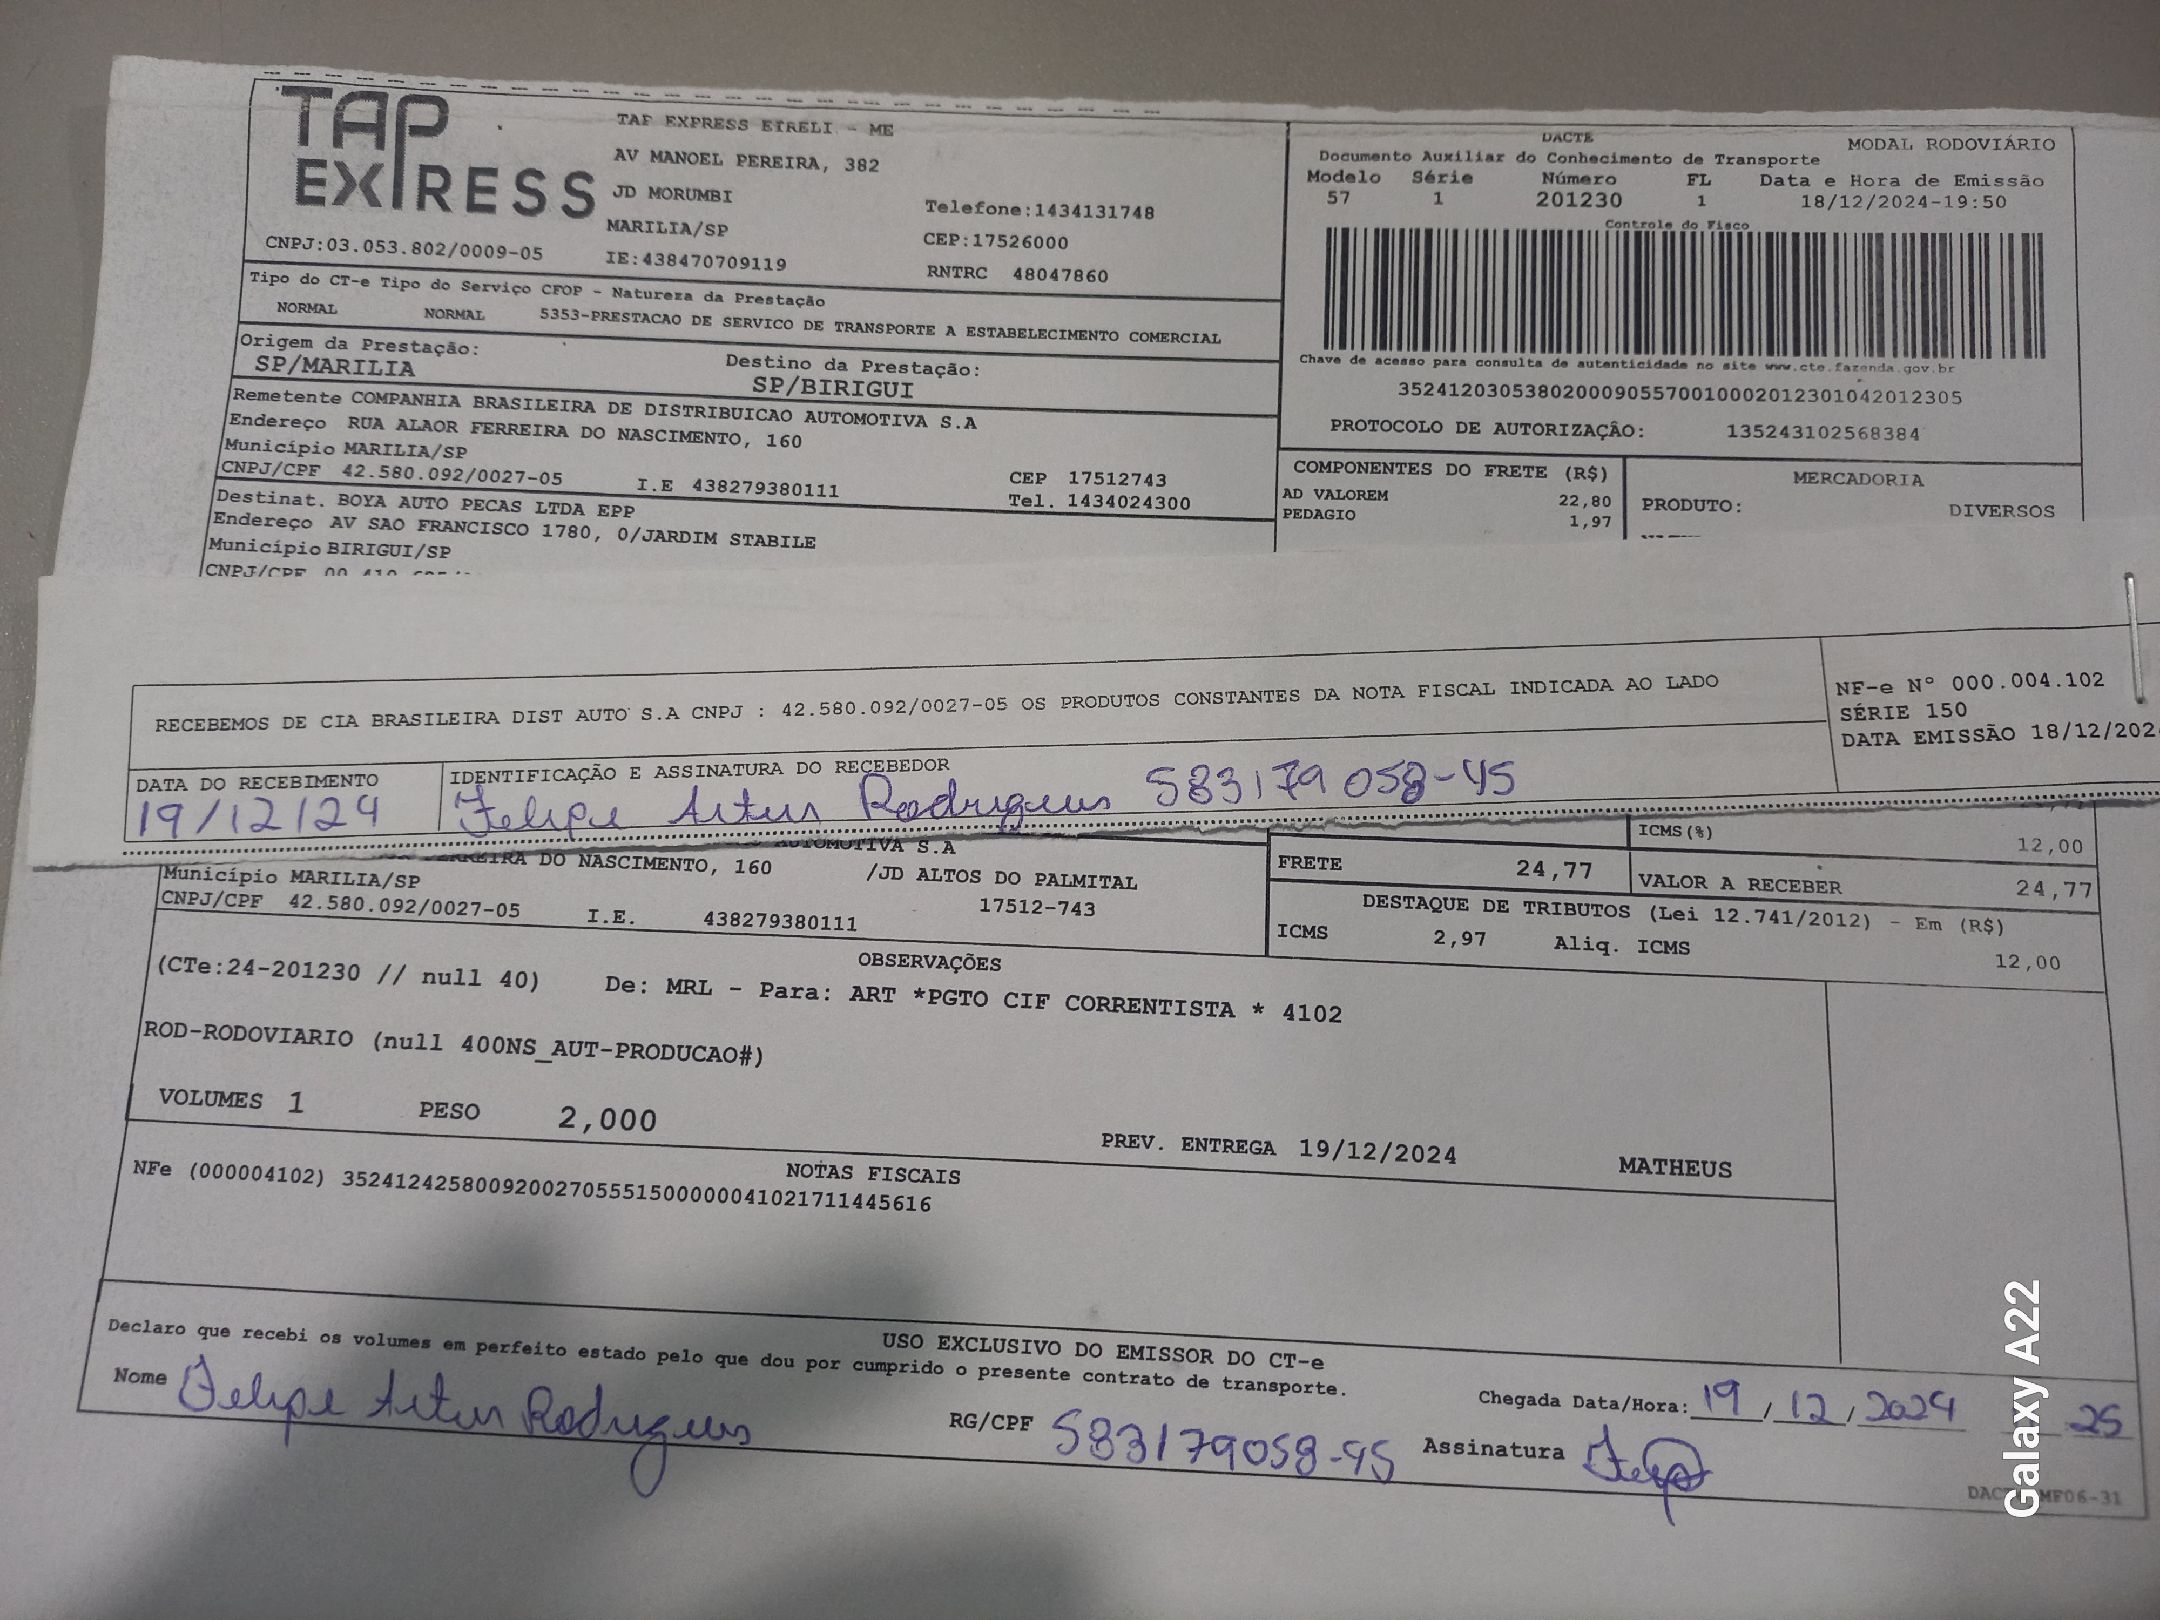 TAP EXPRESS
TAP EXPRESS EIRELI - ME
AV MANOEL PEREIRA, 382
JD MORUMBI
MARILIA/SP
Telefone:1434131748
CEP:17526000
CNPJ:03.053.802/0009-05 IE:438470709119 RNTRC 48047860
DACTE MODAL RODOVIÁRIO
Documento Auxiliar do Conhecimento de Transporte
Modelo Série Número FL Data e Hora de Emissão
57 1 201230 1 18/12/2024-19:50
Controle do Fisco
Chave de acesso para consulta de autenticidade no site www.cte.fazenda.gov.br
35241203053802000905570010002012301042012305
PROTOCOLO DE AUTORIZAÇÃO: 135243102568384
Tipo do CT-e Tipo do Serviço CFOP - Natureza da Prestação
NORMAL NORMAL 5353-PRESTACAO DE SERVICO DE TRANSPORTE A ESTABELECIMENTO COMERCIAL
Origem da Prestação: Destino da Prestação:
SP/MARILIA SP/BIRIGUI
Remetente COMPANHIA BRASILEIRA DE DISTRIBUICAO AUTOMOTIVA S.A
Endereço RUA ALAOR FERREIRA DO NASCIMENTO, 160
Município MARILIA/SP CEP 17512743
CNPJ/CPF 42.580.092/0027-05 I.E 438279380111 Tel. 1434024300
Destinat. BOYA AUTO PECAS LTDA EPP
Endereço AV SAO FRANCISCO 1780, 0/JARDIM STABILE
Município BIRIGUI/SP
CNPJ/CPF
COMPONENTES DO FRETE (R$) MERCADORIA
AD VALOREM 22,80 PRODUTO: DIVERSOS
PEDAGIO 1,97
RECEBEMOS DE CIA BRASILEIRA DIST AUTO S.A CNPJ : 42.580.092/0027-05 OS PRODUTOS CONSTANTES DA NOTA FISCAL INDICADA AO LADO
NF-e N° 000.004.102
SÉRIE 150
DATA EMISSÃO 18/12/202
DATA DO RECEBIMENTO IDENTIFICAÇÃO E ASSINATURA DO RECEBEDOR
19/12/24 Felipe Artur Rodrigues 583179058-45
AUTOMOTIVA S.A
DO NASCIMENTO, 160 /JD ALTOS DO PALMITAL
Município MARILIA/SP 17512-743
CNPJ/CPF 42.580.092/0027-05 I.E. 438279380111
ICMS(%) 12,00
FRETE 24,77 VALOR A RECEBER 24,77
DESTAQUE DE TRIBUTOS (Lei 12.741/2012) - Em (R$)
ICMS 2,97 Aliq. ICMS 12,00
OBSERVAÇÕES
(CTe:24-201230 // null 40) De: MRL - Para: ART *PGTO CIF CORRENTISTA * 4102
ROD-RODOVIARIO (null 400NS_AUT-PRODUCAO#)
VOLUMES 1 PESO 2,000 PREV. ENTREGA 19/12/2024 MATHEUS
NOTAS FISCAIS
NFe (000004102) 35241242580092002705551500000041021711445616
USO EXCLUSIVO DO EMISSOR DO CT-e
Declaro que recebi os volumes em perfeito estado pelo que dou por cumprido o presente contrato de transporte.
Nome Felipe Artur Rodrigues RG/CPF 583179058-45
Chegada Data/Hora: 19/12/2024 25
Assinatura Felipe
MF06-31
Galaxy A22